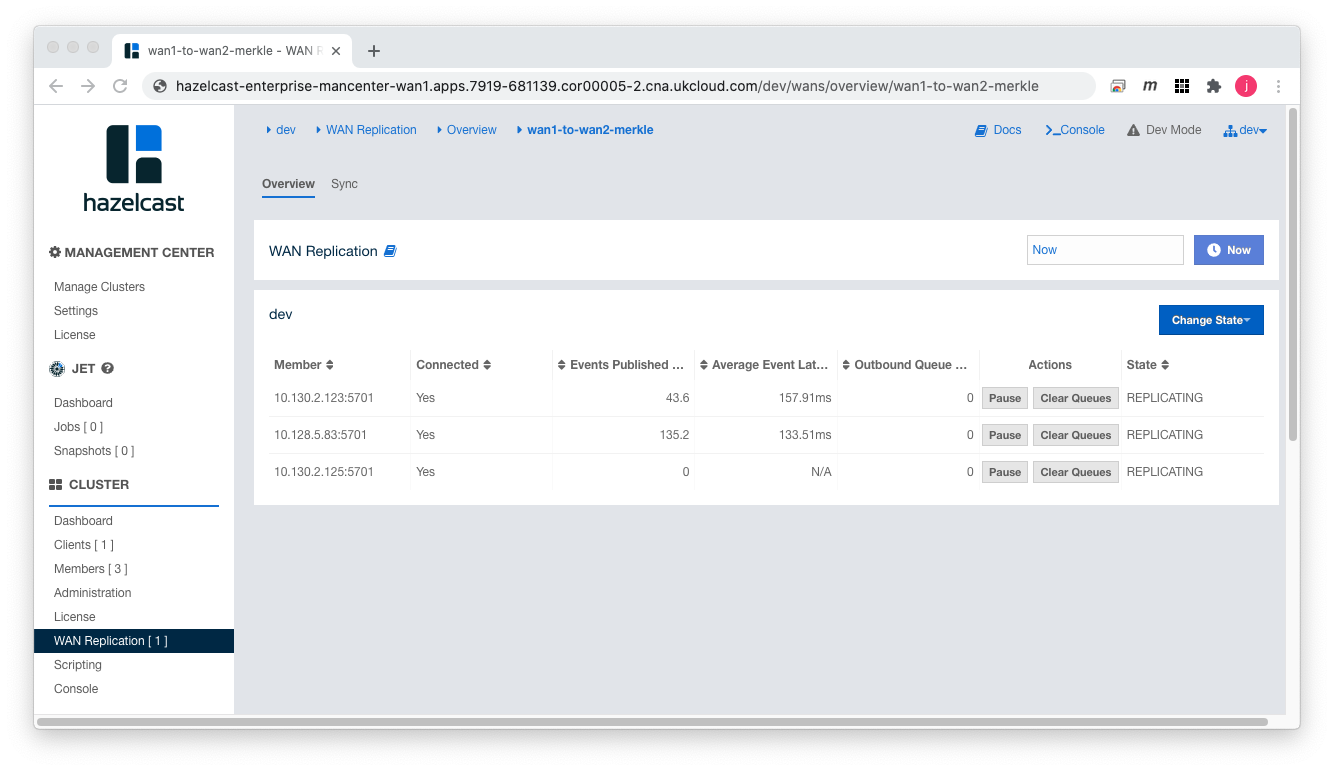 wan1-to-wan2-merkle - WAN R
hazelcast-enterprise-mancenter-wan1.apps.7919-681139.cor00005-2.cna.ukcloud.com/dev/wans/overview/wan1-to-wan2-merkle
m
j
hazelcast
MANAGEMENT CENTER
Manage Clusters
Settings
License
JET
Dashboard
Jobs [ 0 ]
Snapshots [ 0 ]
CLUSTER
Dashboard
Clients [ 1 ]
Members [ 3 ]
Administration
License
WAN Replication [ 1 ]
Scripting
Console
dev WAN Replication Overview wan1-to-wan2-merkle
Docs Console Dev Mode dev
Overview Sync
WAN Replication
Now Now
dev
Change State
Member Connected Events Published ... Average Event Lat... Outbound Queue ... Actions State
10.130.2.123:5701 Yes 43.6 157.91ms 0 Pause Clear Queues REPLICATING
10.128.5.83:5701 Yes 135.2 133.51ms 0 Pause Clear Queues REPLICATING
10.130.2.125:5701 Yes 0 N/A 0 Pause Clear Queues REPLICATING